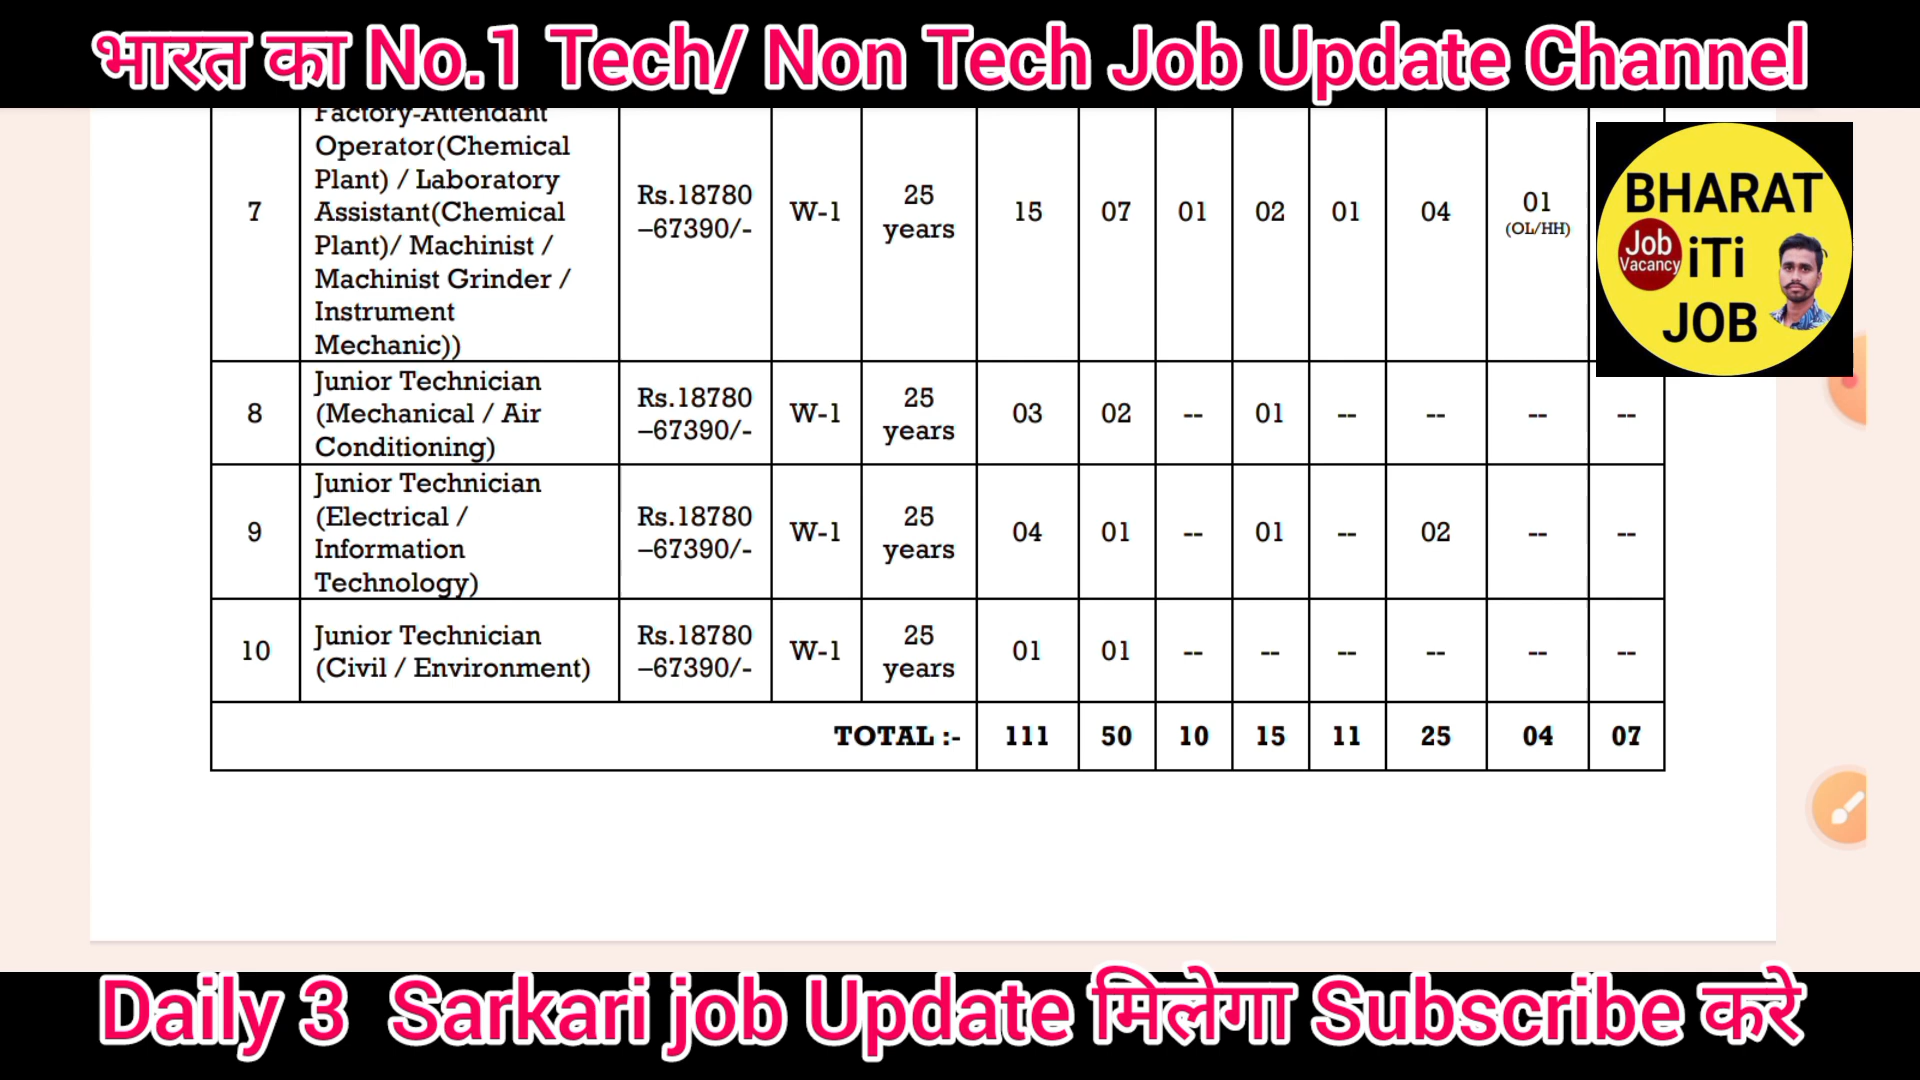 भारत का No.1 Tech/ Non Tech Job Update Channel
7
Factory-Attendant
Operator(Chemical
Plant) / Laboratory
Assistant(Chemical
Plant)/ Machinist /
Machinist Grinder /
Instrument
Mechanic))
Rs.18780
–67390/-
W-1
25
years
15
07
01
02
01
04
01
(OL/HH)
BHARAT
Job
Vacancy
iTi
JOB
8
Junior Technician
(Mechanical / Air
Conditioning)
Rs.18780
–67390/-
W-1
25
years
03
02
--
01
--
--
--
--
9
Junior Technician
(Electrical /
Information
Technology)
Rs.18780
–67390/-
W-1
25
years
04
01
--
01
--
02
--
--
10
Junior Technician
(Civil / Environment)
Rs.18780
–67390/-
W-1
25
years
01
01
--
--
--
--
--
--
TOTAL :-
111
50
10
15
11
25
04
07
Daily 3 Sarkari job Update मिलेगा Subscribe करे